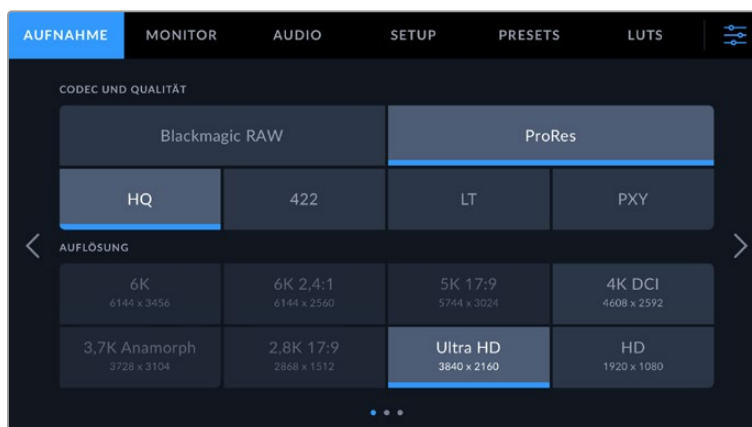 AUFNAHME MONITOR AUDIO SETUP PRESETS LUTS
CODEC UND QUALITÄT
Blackmagic RAW ProRes
HQ 422 LT PXY
AUFLÖSUNG
6K 6K 2,4:1 5K 17:9 4K DCI
6144 x 3456 6144 x 2560 5744 x 3024 4608 x 2592
3,7K Anamorph 2,8K 17:9 Ultra HD HD
3728 x 3104 2868 x 1512 3840 x 2160 1920 x 1080